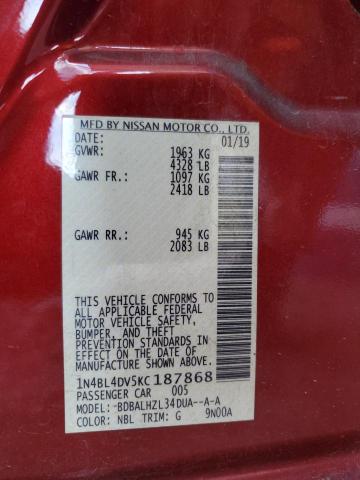 MFD BY NISSAN MOTOR CO., LTD.
DATE: 01/19
GVWR: 1963 KG
4328 LB
GAWR FR.: 1097 KG
2418 LB
GAWR RR.: 945 KG
2083 LB
THIS VEHICLE CONFORMS TO
ALL APPLICABLE FEDERAL
MOTOR VEHICLE SAFETY,
BUMPER, AND THEFT
PREVENTION STANDARDS
IN EFFECT ON THE DATE OF
MANUFACTURE SHOWN ABOVE.
1N4BL4DV5KC187868
PASSENGER CAR 005
MODEL: -BDBALHZL34DUA--A-A
COLOR: NBL TRIM: G 9N00A